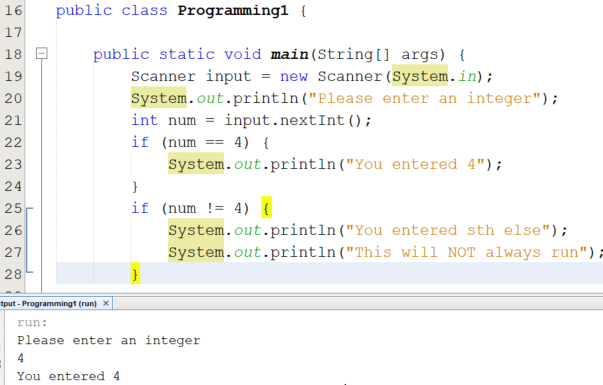 16 public class Programming1 {
17
18 public static void main(String[] args) {
19 Scanner input = new Scanner(System.in);
20 System.out.println("Please enter an integer");
21 int num = input.nextInt();
22 if (num == 4) {
23 System.out.println("You entered 4");
24 }
25 if (num != 4) {
26 System.out.println("You entered sth else");
27 System.out.println("This will NOT always run");
28 }
tput - Programming1 (run) ×
run:
Please enter an integer
4
You entered 4